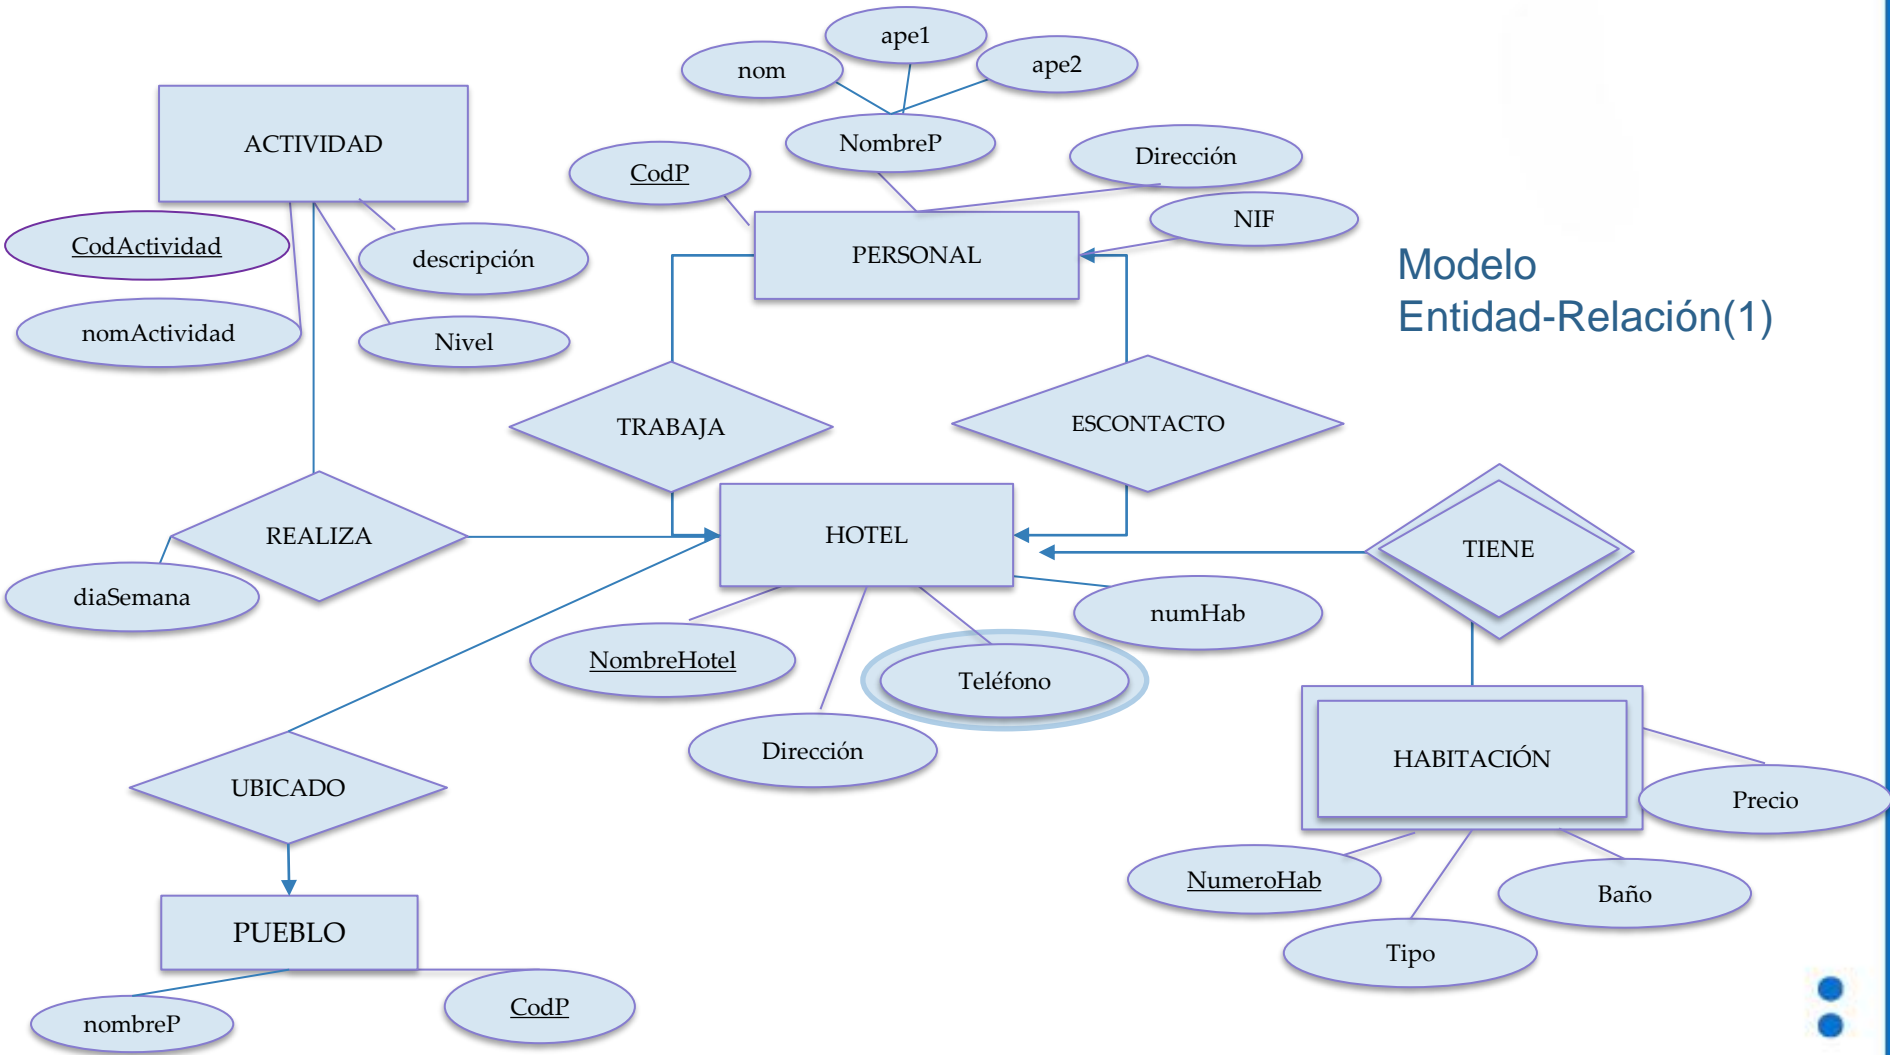 ape1
nom
ape2
ACTIVIDAD
NombreP
Dirección
CodP
NIF
CodActividad
descripción
PERSONAL
Modelo
Entidad-Relación(1)
nomActividad
Nivel
TRABAJA
ESCONTACTO
REALIZA
HOTEL
TIENE
diaSemana
numHab
NombreHotel
Teléfono
Dirección
HABITACIÓN
UBICADO
Precio
NumeroHab
Baño
PUEBLO
Tipo
nombreP
CodP